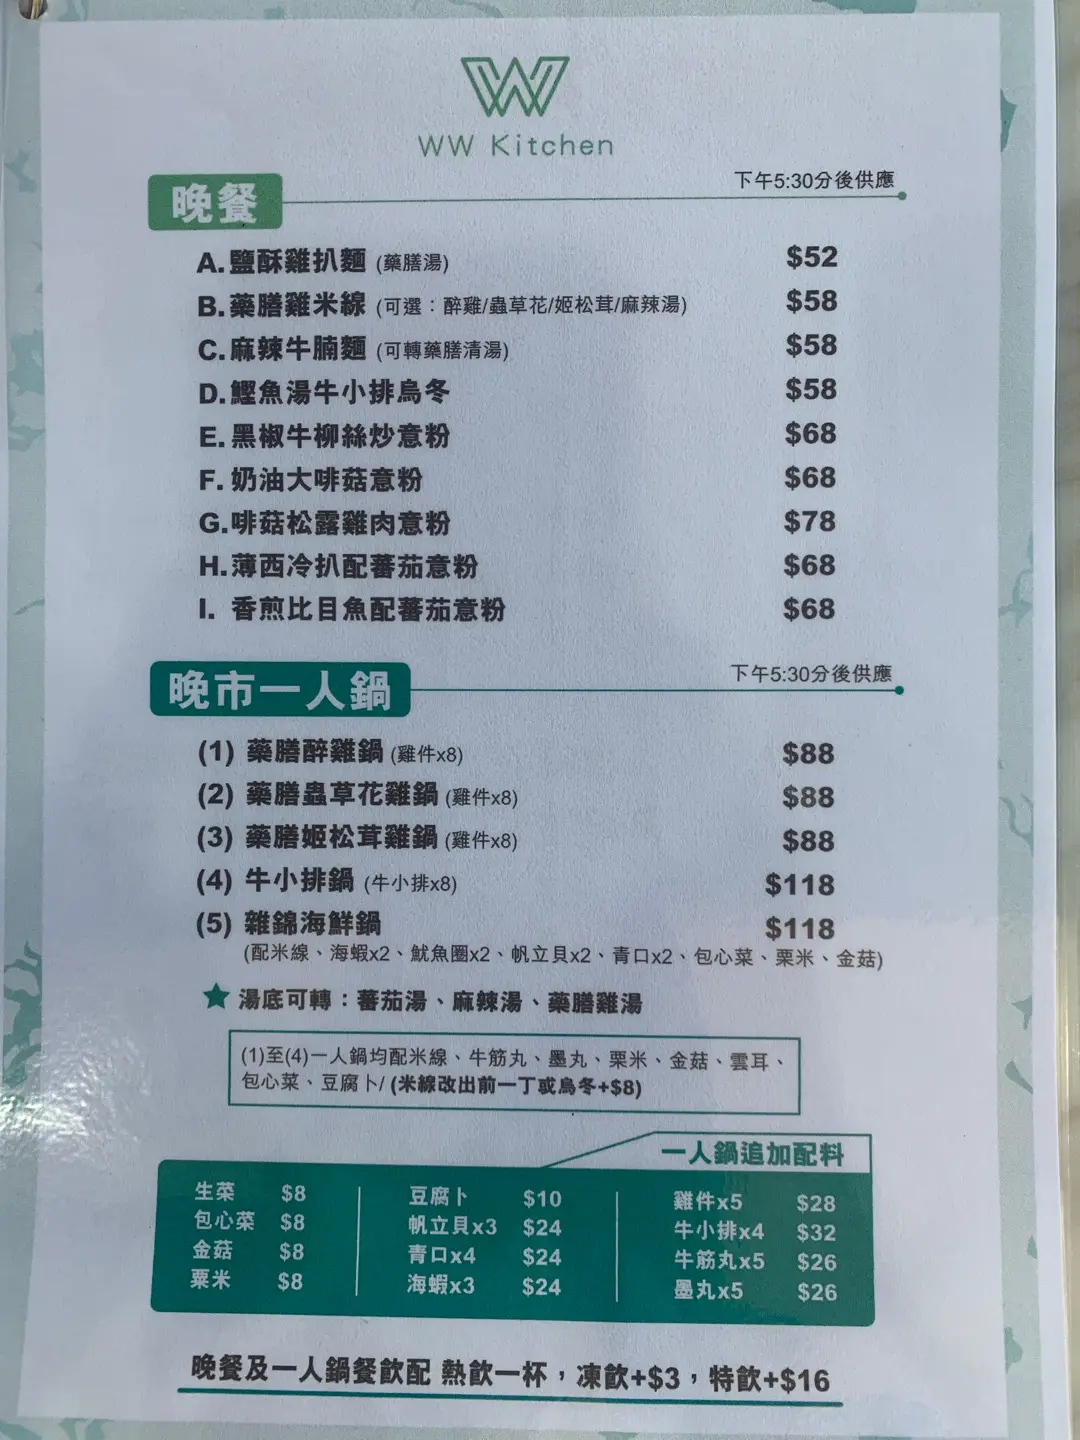 WW Kitchen
晚餐
下午5:30分後供應
A.鹽酥雞扒麵 (藥膳湯) $52
B.藥膳雞米線 (可選：醉雞/蟲草花/姬松茸/麻辣湯) $58
C.麻辣牛腩麵 (可轉藥膳清湯) $58
D.鰹魚湯牛小排烏冬 $58
E.黑椒牛柳絲炒意粉 $68
F.奶油大啡菇意粉 $68
G.啡菇松露雞肉意粉 $78
H.薄西冷扒配蕃茄意粉 $68
I. 香煎比目魚配蕃茄意粉 $68
晚市一人鍋
下午5:30分後供應
(1) 藥膳醉雞鍋 (雞件x8) $88
(2) 藥膳蟲草花雞鍋 (雞件x8) $88
(3) 藥膳姬松茸雞鍋 (雞件x8) $88
(4) 牛小排鍋 (牛小排x8) $118
(5) 雜錦海鮮鍋 $118
(配米線、海蝦x2、魷魚圈x2、帆立貝x2、青口x2、包心菜、粟米、金菇)
★ 湯底可轉：蕃茄湯、麻辣湯、藥膳雞湯
(1)至(4)一人鍋均配米線、牛筋丸、墨丸、粟米、金菇、雲耳、
包心菜、豆腐卜/ (米線改出前一丁或烏冬+$8)
一人鍋追加配料
生菜 $8
包心菜 $8
金菇 $8
粟米 $8
豆腐卜 $10
帆立貝x3 $24
青口x4 $24
海蝦x3 $24
雞件x5 $28
牛小排x4 $32
牛筋丸x5 $26
墨丸x5 $26
晚餐及一人鍋餐飲配 熱飲一杯，凍飲+$3，特飲+$16